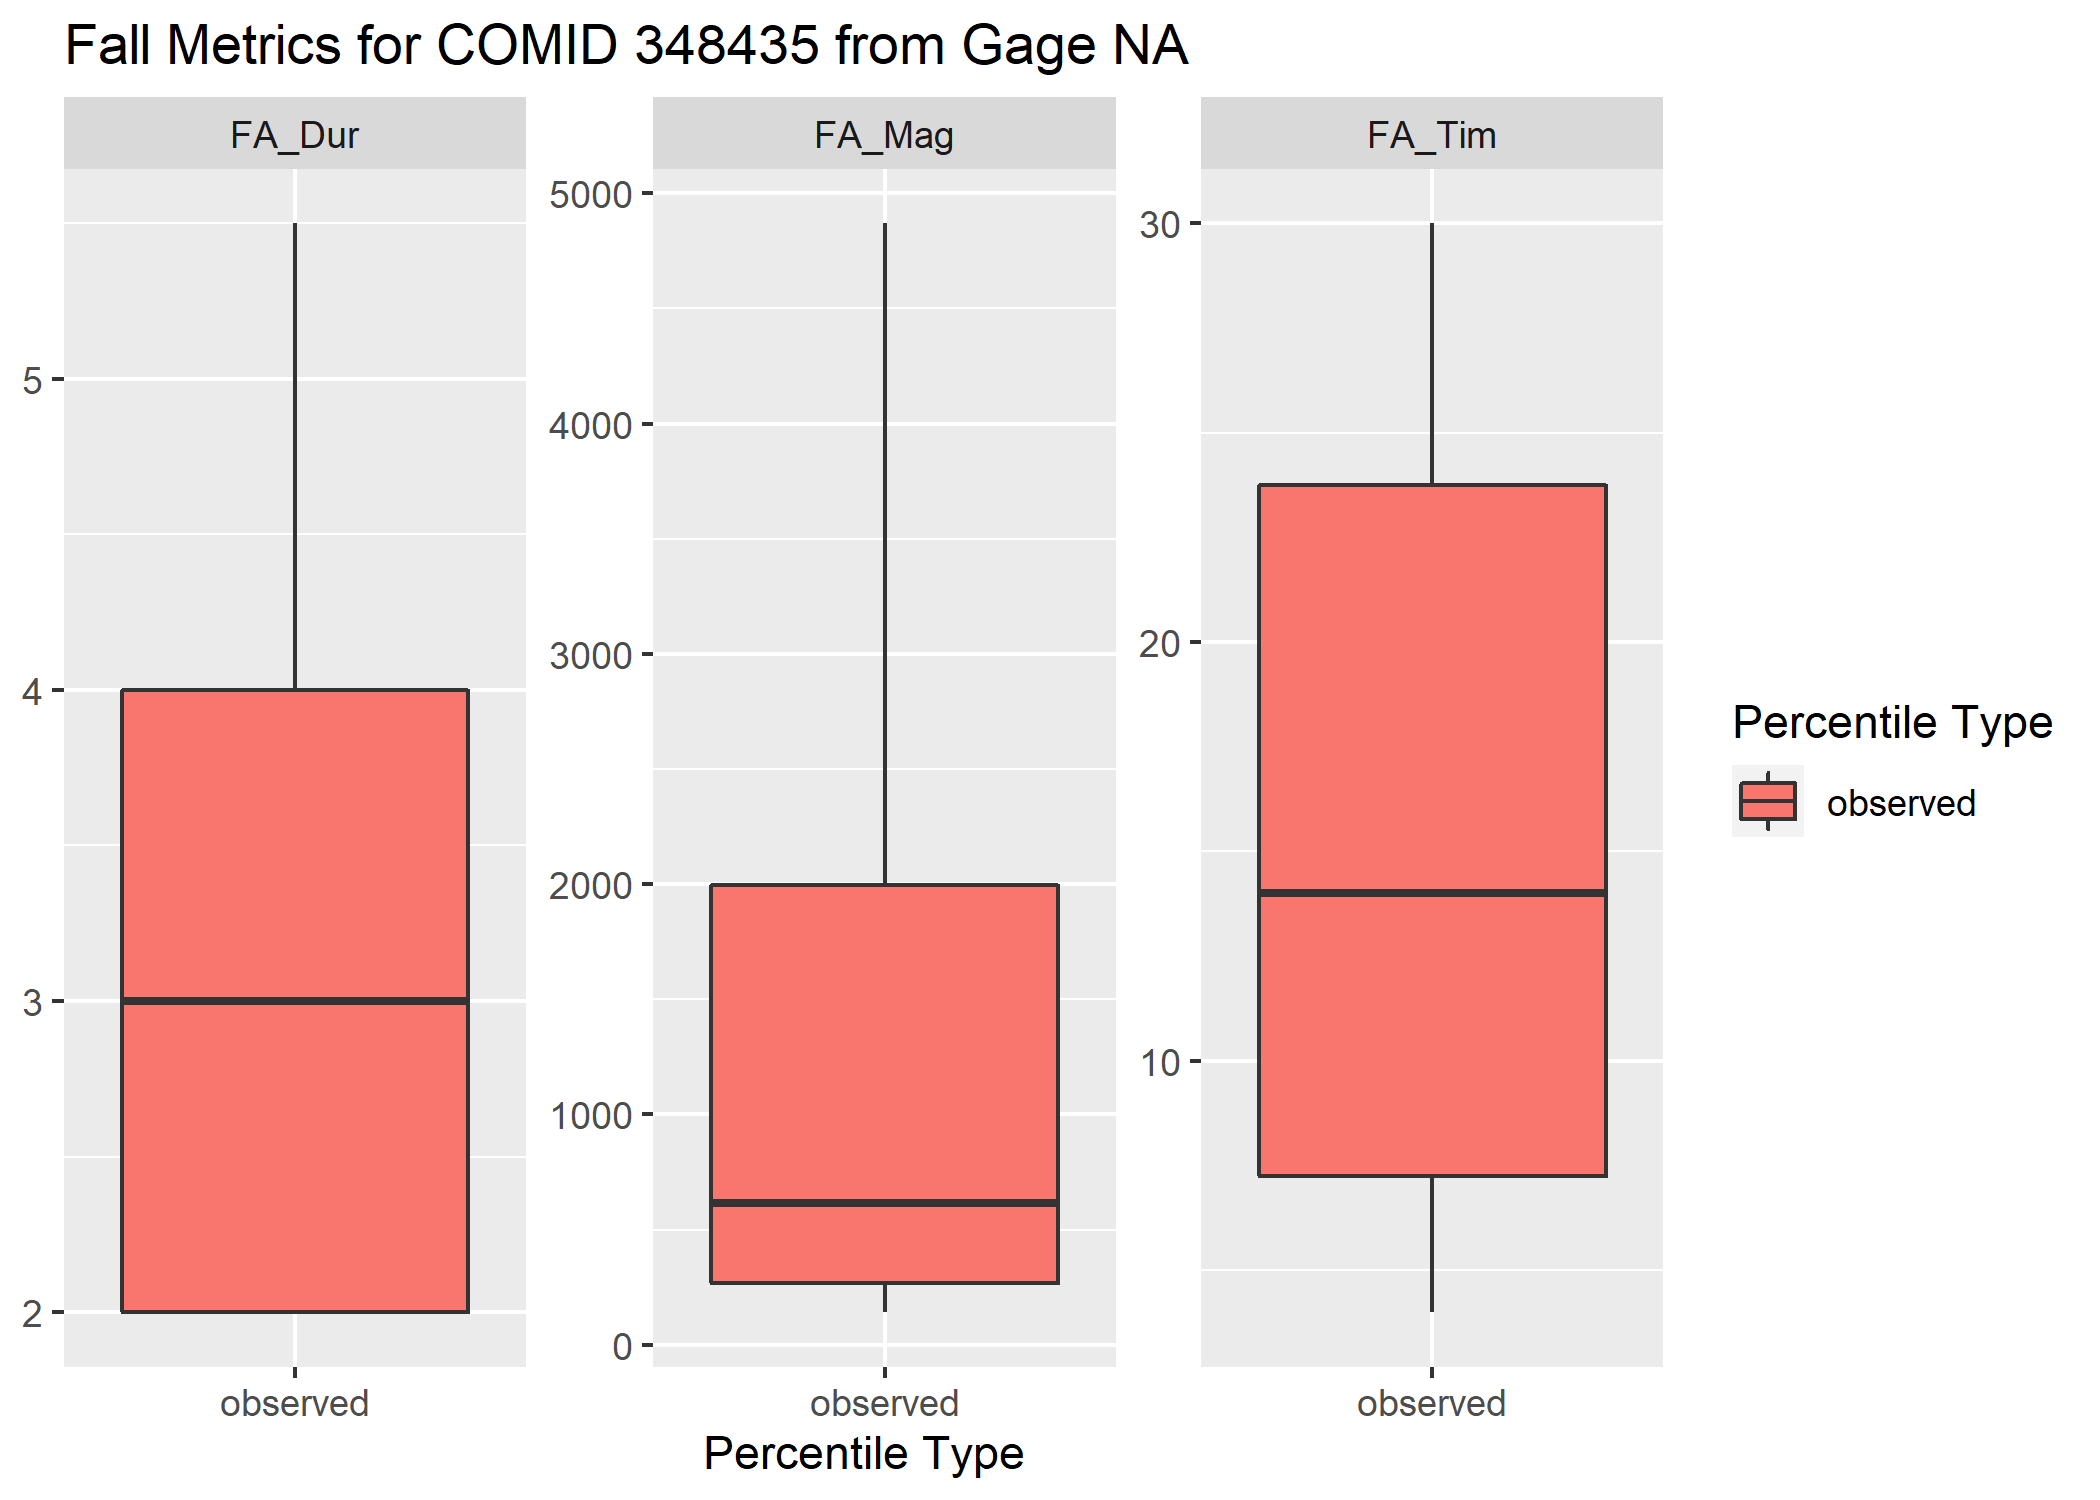 Fall Metrics for COMID 348435 from Gage NA
FA_Dur
FA_Mag
FA_Tim
5
4
3
2
5000
4000
3000
2000
1000
0
30
20
10
observed
observed
observed
Percentile Type
Percentile Type
observed